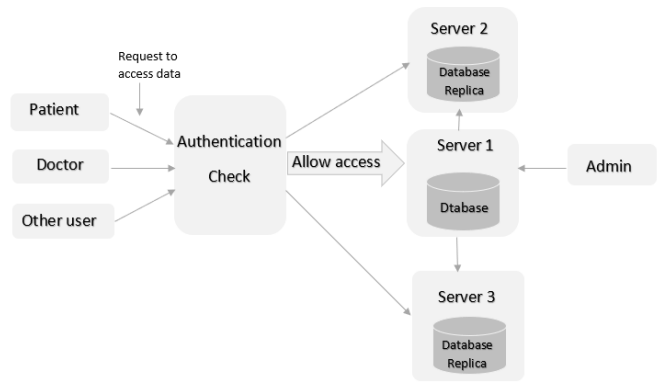 Server 2
Database
Replica
Request to
access data
Patient
Authentication
Check
Doctor
Other user
Allow access
Server 1
Dtabase
Admin
Server 3
Database
Replica